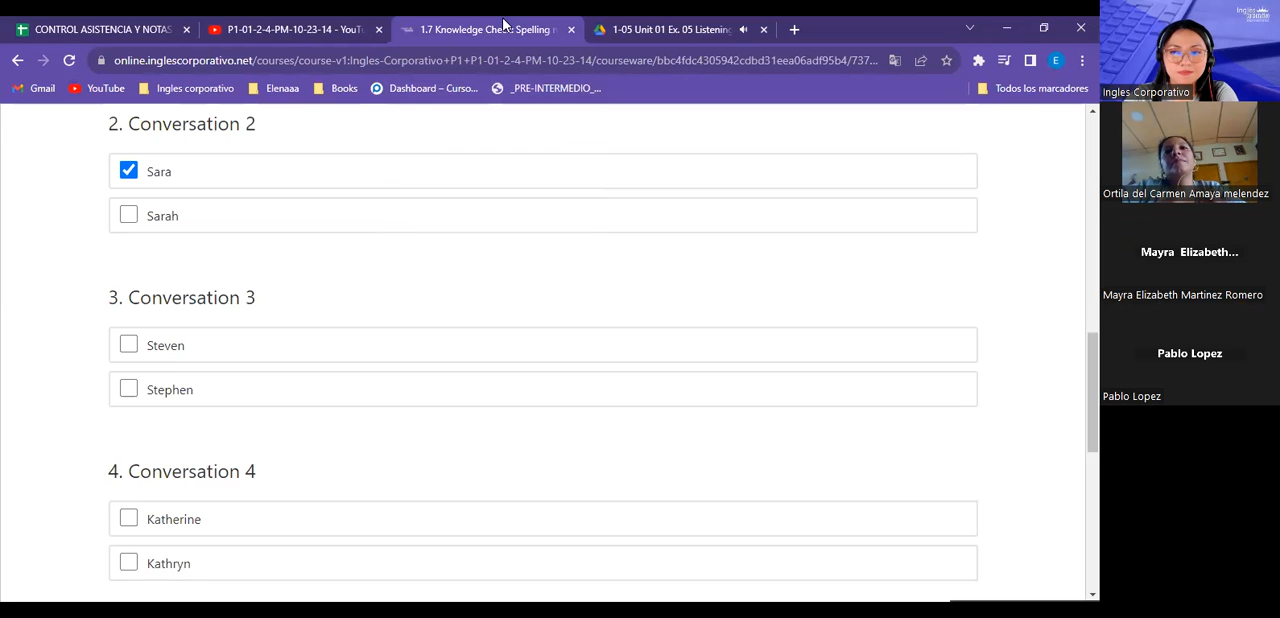 CONTROL ASISTENCIA Y NOTAS
P1-01-2-4-PM-10-23-14 - YouT
1.7 Knowledge Check: Spelling n
1-05 Unit 01 Ex. 05 Listening
online.inglescorporativo.net/courses/course-v1:Ingles-Corporativo+P1+P1-01-2-4-PM-10-23-14/courseware/bbc4fdc4305942cdbd31eea06adf95b4/737...
E
Gmail
YouTube
Ingles corporativo
Elenaaa
Books
Dashboard – Curso...
_PRE-INTERMEDIO_...
Todos los marcadores
2. Conversation 2
Sara
Sarah
3. Conversation 3
Steven
Stephen
4. Conversation 4
Katherine
Kathryn
Ingles Corporativo
Ortila del Carmen Amaya melendez
Mayra Elizabeth...
Mayra Elizabeth Martinez Romero
Pablo Lopez
Pablo Lopez